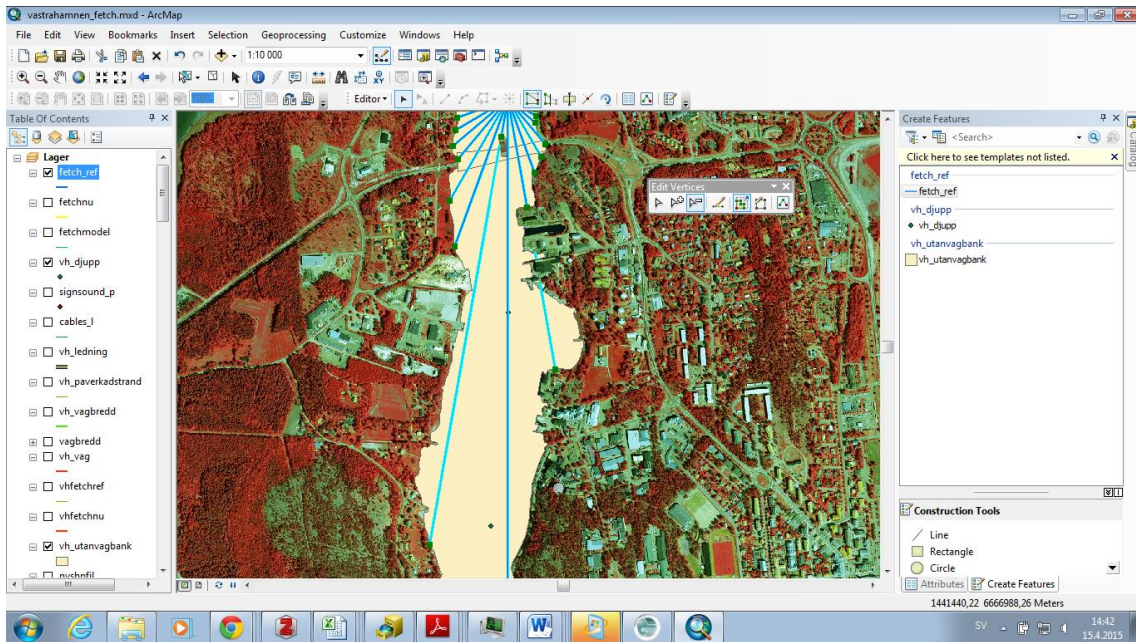 vastrahamnen_fetch.mxd - ArcMap
File Edit View Bookmarks Insert Selection Geoprocessing Customize Windows Help
1:10 000
100%
Editor
Table Of Contents
Lager
fetch_ref
fetchnu
fetchmodel
vh_djupp
signsound_p
cables_l
vh_ledning
vh_paverkadstrand
vh_vagbredd
vagbredd
vh_vag
vhfetchref
vhfetchnu
vh_utanvagbank
Edit Vertices
Create Features
<Search>
Click here to see templates not listed.
fetch_ref
fetch_ref
vh_djupp
vh_djupp
vh_utanvagbank
vh_utanvagbank
Construction Tools
Line
Rectangle
Circle
Attributes Create Features
Catalog
1441440,22 6666988,26 Meters
SV
14:42
15.4.2015